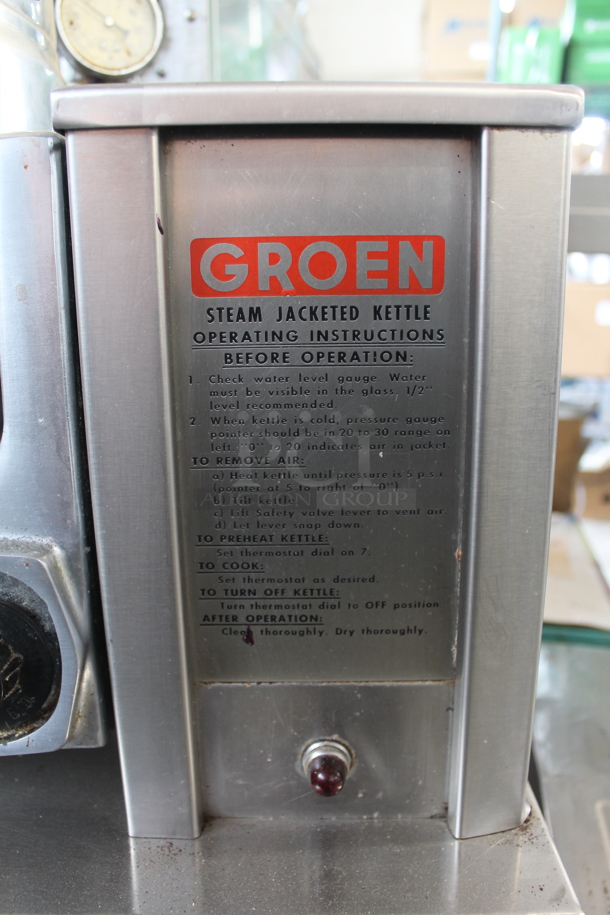 GROEN
STEAM JACKETED KETTLE
OPERATING INSTRUCTIONS
BEFORE OPERATION:
1. Check water level gauge. Water
must be visible in the glass. 1/2"
level recommended.
2. When kettle is cold, pressure gauge
pointer should be in 20 to 30 range on
left. "0" to 20 indicates air in jacket.
TO REMOVE AIR:
a) Heat kettle until pressure is 5 p.s.i.
(pointer at 5 to right of "0")
b) Tilt kettle.
c) Lift Safety valve lever to vent air.
d) Let lever snap down.
TO PREHEAT KETTLE:
Set thermostat dial on 7.
TO COOK:
Set thermostat as desired.
TO TURN OFF KETTLE:
Turn thermostat dial to OFF position
AFTER OPERATION:
Clean thoroughly. Dry thoroughly.
GROUP